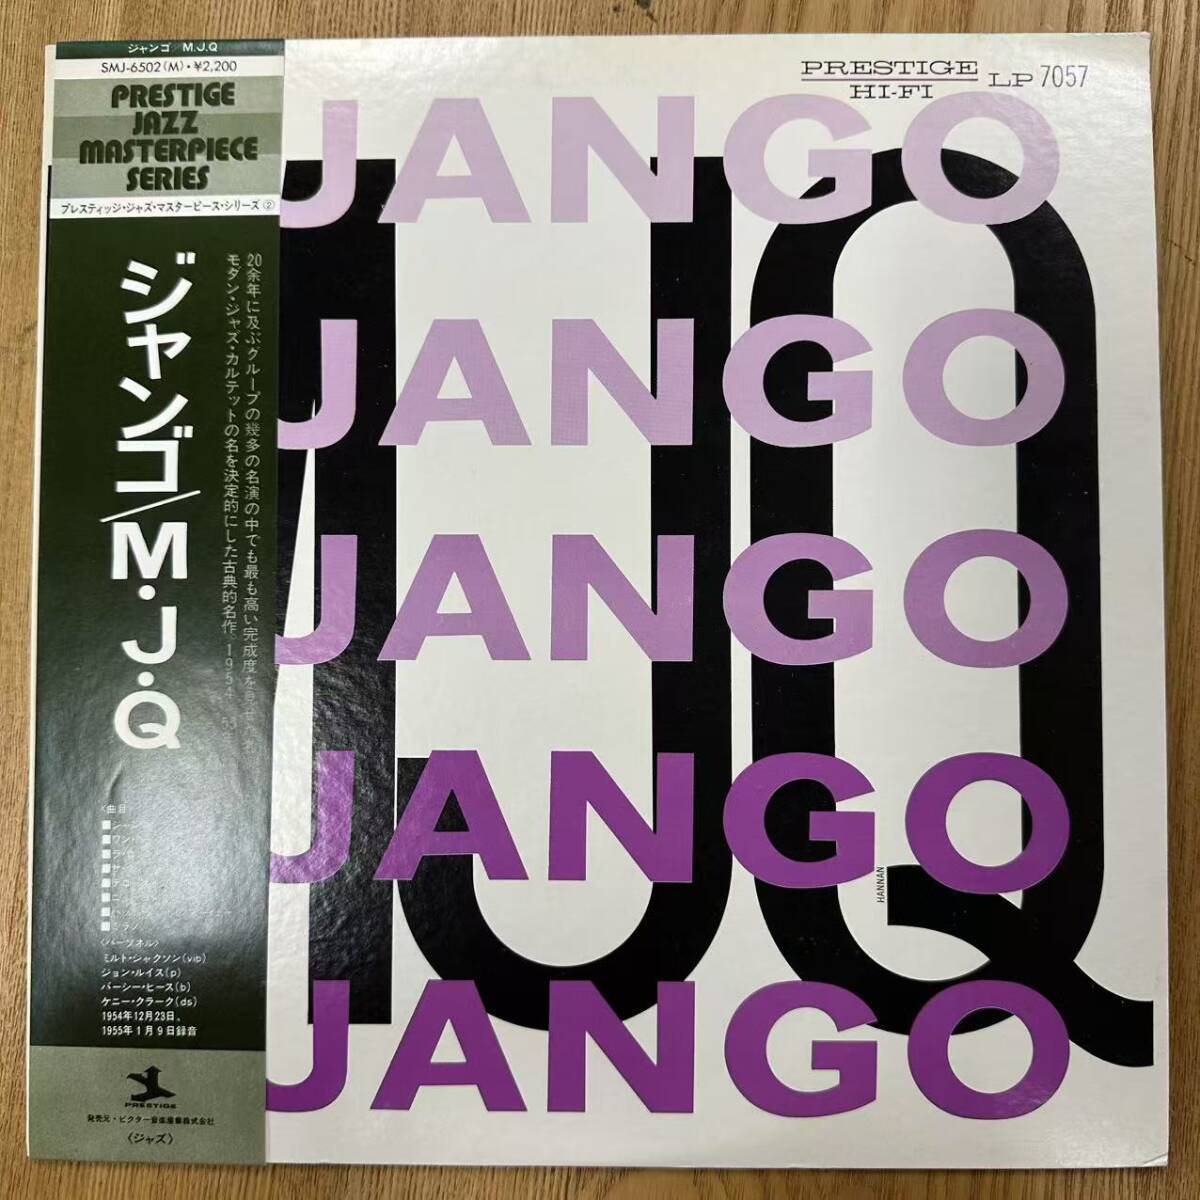 ジャンゴ/M.J.Q
SMJ-6502(M)・¥2,200
PRESTIGE
JAZZ
MASTERPIECE
SERIES
プレスティッジ・ジャズ・マスターピース・シリーズ②
20余年に及ぶグループの幾多の名演の中でも最も高い完成度を
モダン・ジャズ・カルテットの名を決定的にした古典的名作。1954
ジャンゴ/M・J・Q
〈曲目
〈パーソネル〉
ミルト・ジャクソン(vib)
ジョン・ルイス(p)
パーシー・ヒース(b)
ケニー・クラーク(ds)
1954年12月23日、
1955年1月9日録音
PRESTIGE
発売元・ビクター音楽産業株式会社
〈ジャズ〉
PRESTIGE
HI-FI
LP 7057
MJQ
JANGO
JANGO
JANGO
JANGO
JANGO
HANNAN